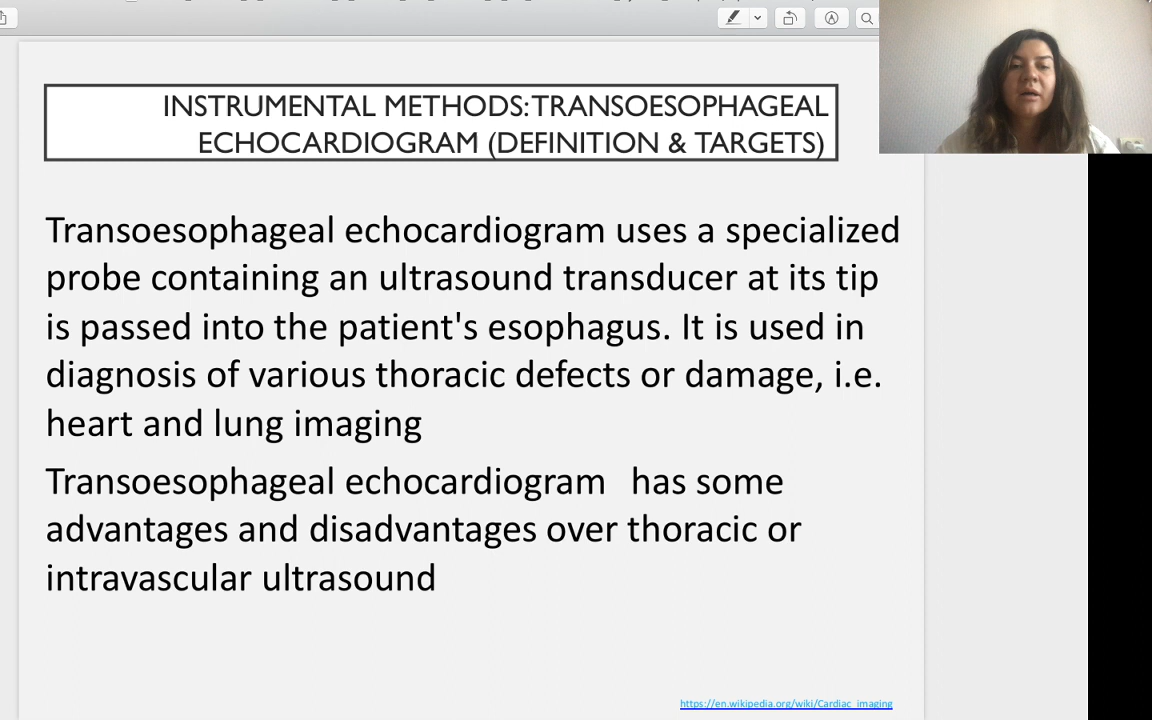 INSTRUMENTAL METHODS: TRANSOESOPHAGEAL
ECHOCARDIOGRAM (DEFINITION & TARGETS)
Transoesophageal echocardiogram uses a specialized
probe containing an ultrasound transducer at its tip
is passed into the patient's esophagus. It is used in
diagnosis of various thoracic defects or damage, i.e.
heart and lung imaging
Transoesophageal echocardiogram has some
advantages and disadvantages over thoracic or
intravascular ultrasound
https://en.wikipedia.org/wiki/Cardiac_imaging